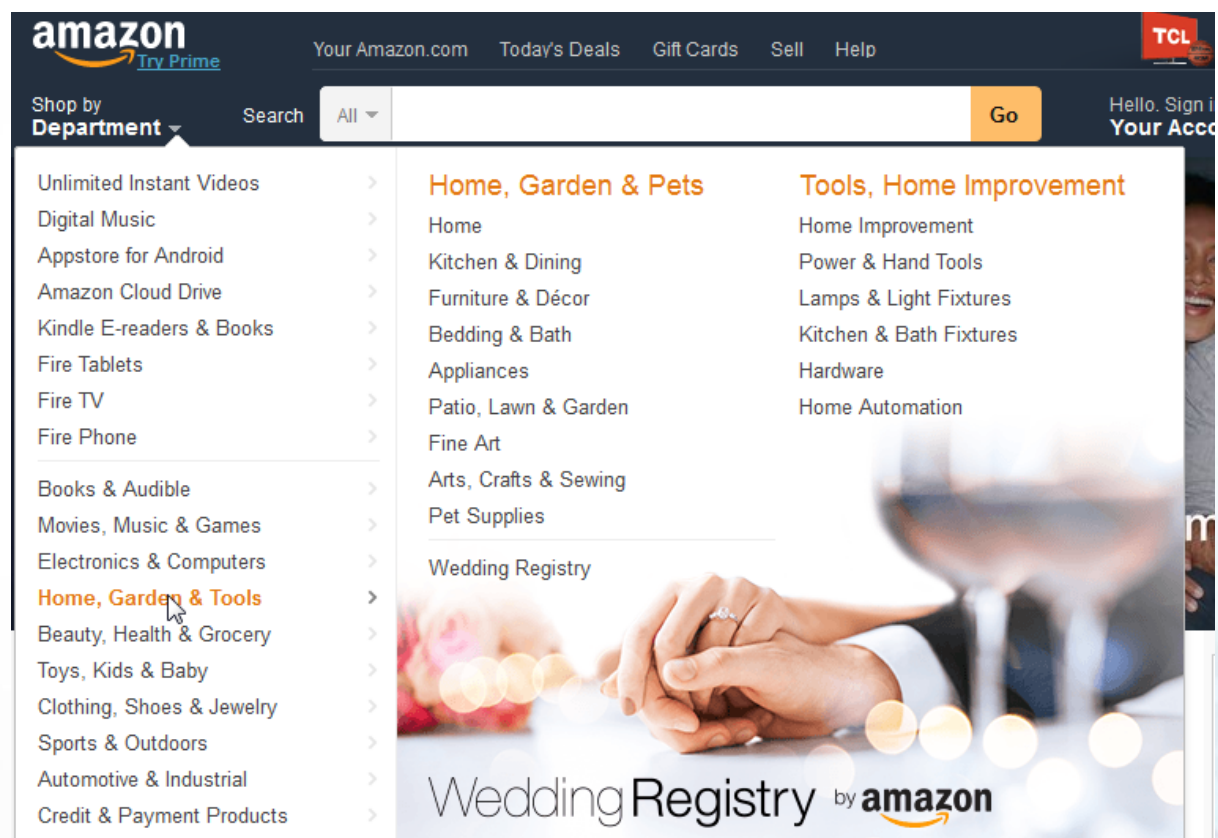 amazon
Try Prime
Your Amazon.com Today's Deals Gift Cards Sell Help
TCL
Shop by
Department
Search
All
Go
Hello. Sign
Your
Unlimited Instant Videos
Digital Music
Appstore for Android
Amazon Cloud Drive
Kindle E-readers & Books
Fire Tablets
Fire TV
Fire Phone
Books & Audible
Movies, Music & Games
Electronics & Computers
Home, Garden & Tools
Beauty, Health & Grocery
Toys, Kids & Baby
Clothing, Shoes & Jewelry
Sports & Outdoors
Automotive & Industrial
Credit & Payment Products
Home, Garden & Pets
Home
Kitchen & Dining
Furniture & Décor
Bedding & Bath
Appliances
Patio, Lawn & Garden
Fine Art
Arts, Crafts & Sewing
Pet Supplies
Wedding Registry
Tools, Home Improvement
Home Improvement
Power & Hand Tools
Lamps & Light Fixtures
Kitchen & Bath Fixtures
Hardware
Home Automation
Wedding Registry by amazon